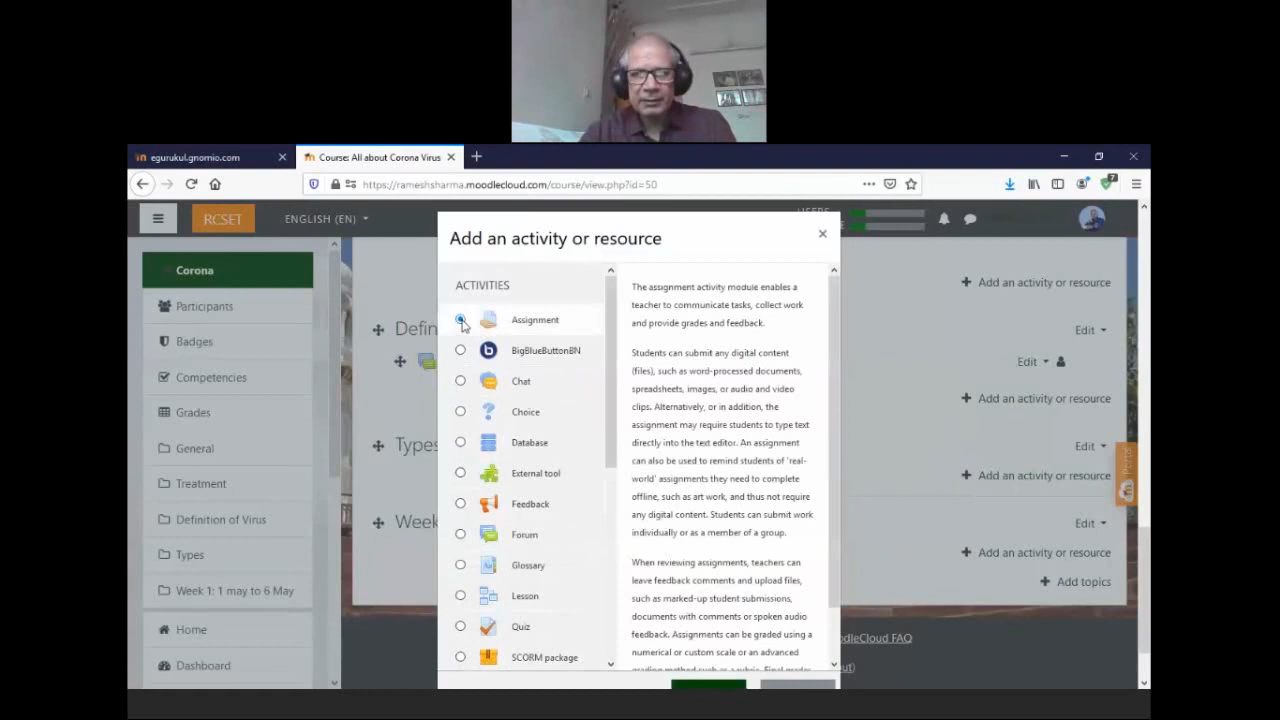 egurukul.gnomio.com
Course: All about Corona Virus
https://rameshsharma.moodlecloud.com/course/view.php?id=50
7
RCSET
ENGLISH (EN)
Add an activity or resource
Corona
Participants
Badges
Competencies
Grades
General
Treatment
Definition of Virus
Types
Week 1: 1 may to 6 May
Home
Dashboard
Defin
Types
Week
ACTIVITIES
Assignment
BigBlueButtonBN
Chat
Choice
Database
External tool
Feedback
Forum
Glossary
Lesson
Quiz
SCORM package
The assignment activity module enables a
teacher to communicate tasks, collect work
and provide grades and feedback.
Students can submit any digital content
(files), such as word-processed documents,
spreadsheets, images, or audio and video
clips. Alternatively, or in addition, the
assignment may require students to type text
directly into the text editor. An assignment
can also be used to remind students of 'real-
world' assignments they need to complete
offline, such as art work, and thus not require
any digital content. Students can submit work
individually or as a member of a group.
When reviewing assignments, teachers can
leave feedback comments and upload files,
such as marked-up student submissions,
documents with comments or spoken audio
feedback. Assignments can be graded using a
numerical or custom scale or an advanced
Add an activity or resource
Edit
Edit
Add an activity or resource
Edit
Add an activity or resource
Edit
Add an activity or resource
Add topics
dleCloud FAQ
out)